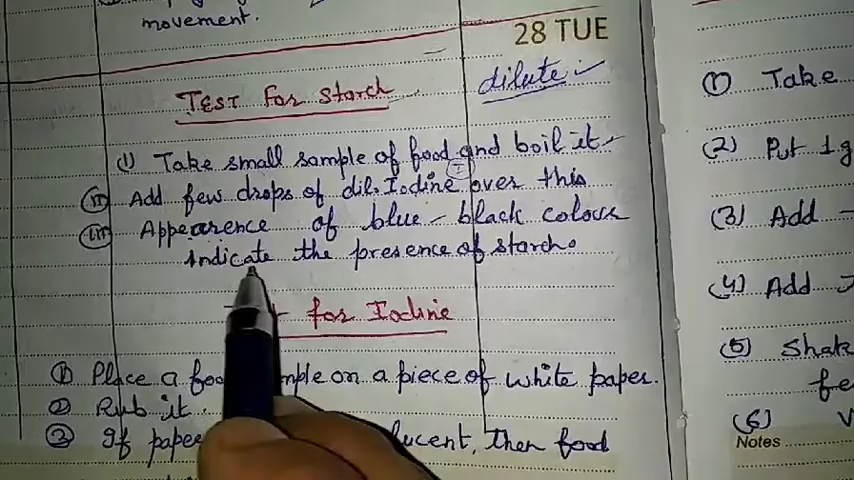 movement.
28 TUE
TEST For Starch
dilute
(i) Take small sample of food and boil it
(ii) Add few drops of dil. Iodine over this
(iii) Appearence of blue - black colour
indicate the presence of starch.
for Iodine
① Place a foo mple on a piece of white paper.
② Rub it.
③ If pape lucent, then food
① Take
(2) Put 1g
(3) Add
(4) Add
(5) Shak
fe
(6)
Notes